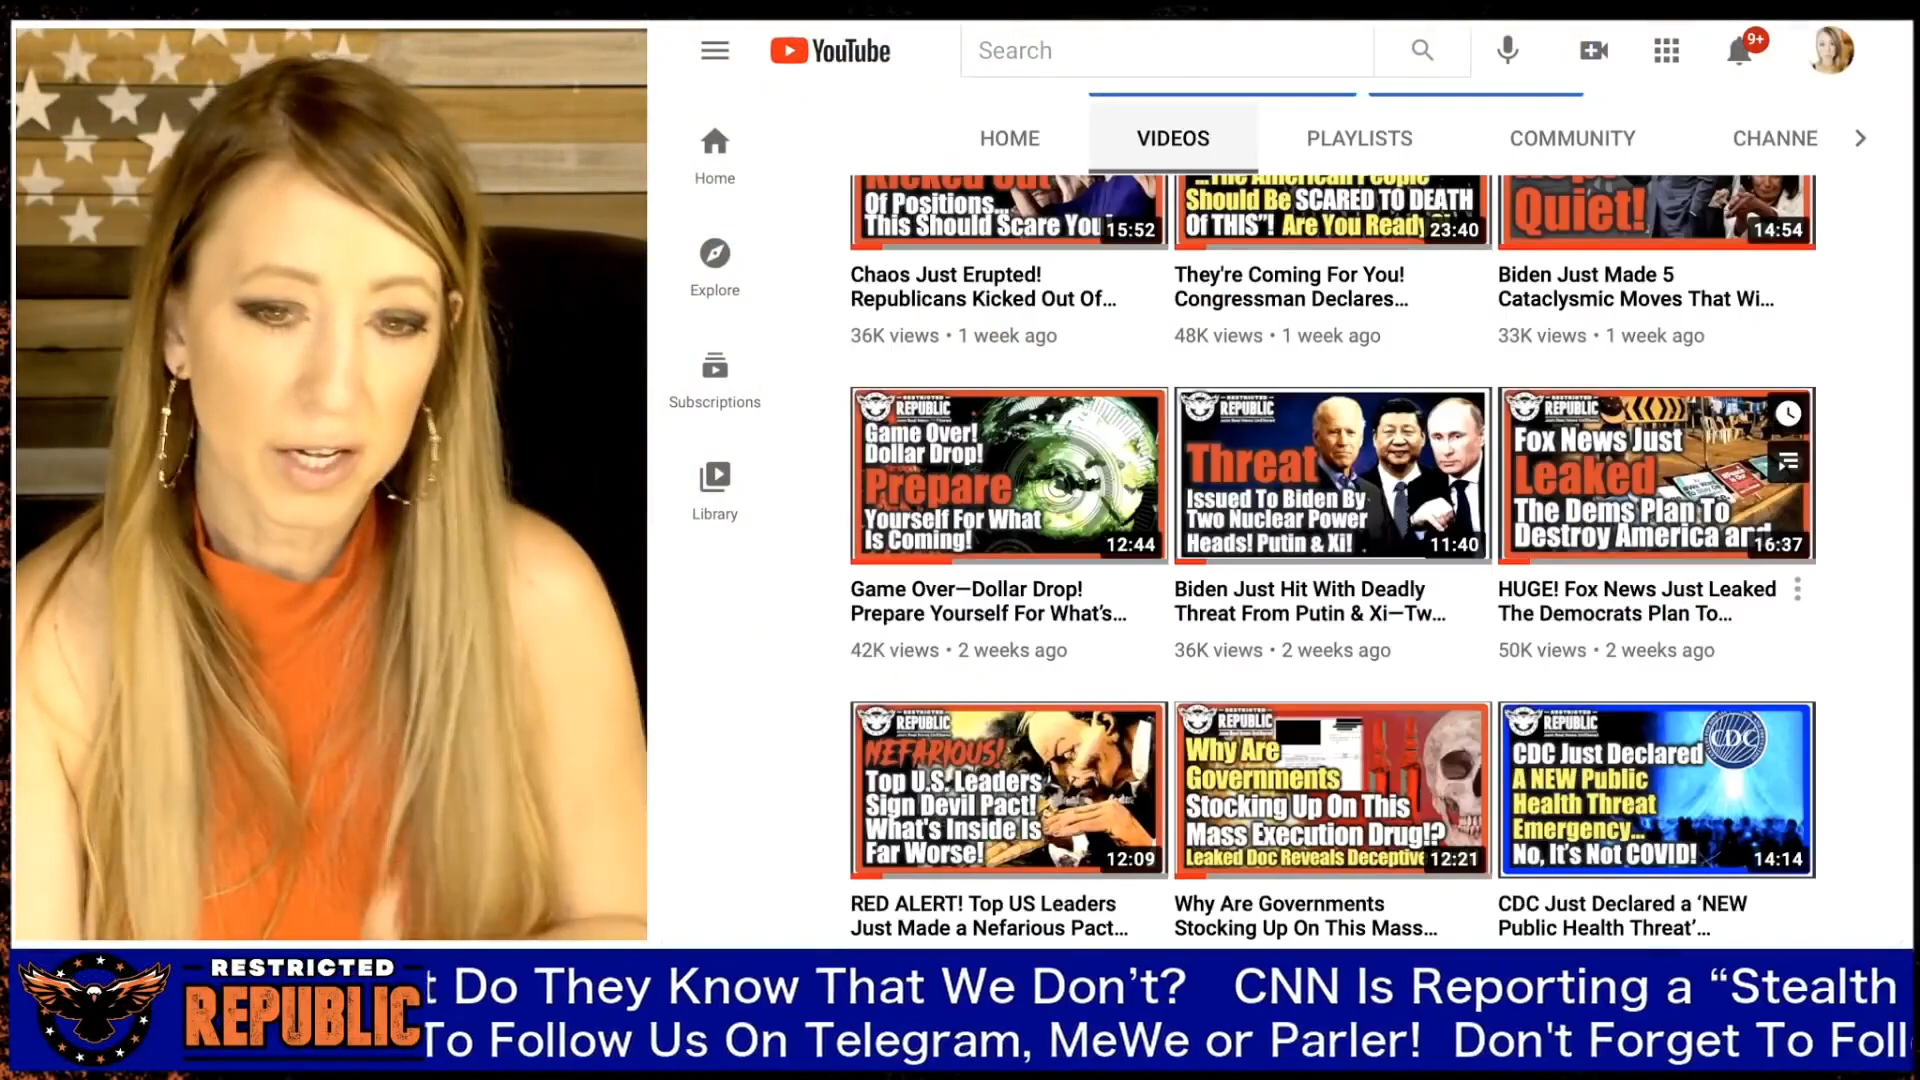 YouTube
Search
9+
HOME
VIDEOS
PLAYLISTS
COMMUNITY
CHANNE
Home
Explore
Subscriptions
Library
Kicked Out
Of Positions...
This Should Scare You
15:52
...The American People
Should Be SCARED TO DEATH
Of THIS"! Are You Ready
23:40
Quiet!
14:54
Chaos Just Erupted!
Republicans Kicked Out Of...
36K views • 1 week ago
They're Coming For You!
Congressman Declares...
48K views • 1 week ago
Biden Just Made 5
Cataclysmic Moves That Wi...
33K views • 1 week ago
RESTRICTED
REPUBLIC
Game Over!
Dollar Drop!
Prepare
Yourself For What
Is Coming!
12:44
RESTRICTED
REPUBLIC
Threat
Issued To Biden By
Two Nuclear Power
Heads! Putin & Xi!
11:40
RESTRICTED
REPUBLIC
Fox News Just
Leaked
The Dems Plan To
Destroy America an
16:37
Game Over—Dollar Drop!
Prepare Yourself For What's...
42K views • 2 weeks ago
Biden Just Hit With Deadly
Threat From Putin & Xi—Tw...
36K views • 2 weeks ago
HUGE! Fox News Just Leaked
The Democrats Plan To...
50K views • 2 weeks ago
RESTRICTED
REPUBLIC
NEFARIOUS!
Top U.S. Leaders
Sign Devil Pact!
What's Inside Is
Far Worse!
12:09
RESTRICTED
REPUBLIC
Why Are
Governments
Stocking Up On This
Mass Execution Drug!?
Leaked Doc Reveals Deceptive
12:21
RESTRICTED
REPUBLIC
CDC
CDC Just Declared
A NEW Public
Health Threat
Emergency...
No, It's Not COVID!
14:14
RED ALERT! Top US Leaders
Just Made a Nefarious Pact...
Why Are Governments
Stocking Up On This Mass...
CDC Just Declared a 'NEW
Public Health Threat'...
RESTRICTED
REPUBLIC
t Do They Know That We Don't? CNN Is Reporting a "Stealth
To Follow Us On Telegram, MeWe or Parler! Don't Forget To Foll